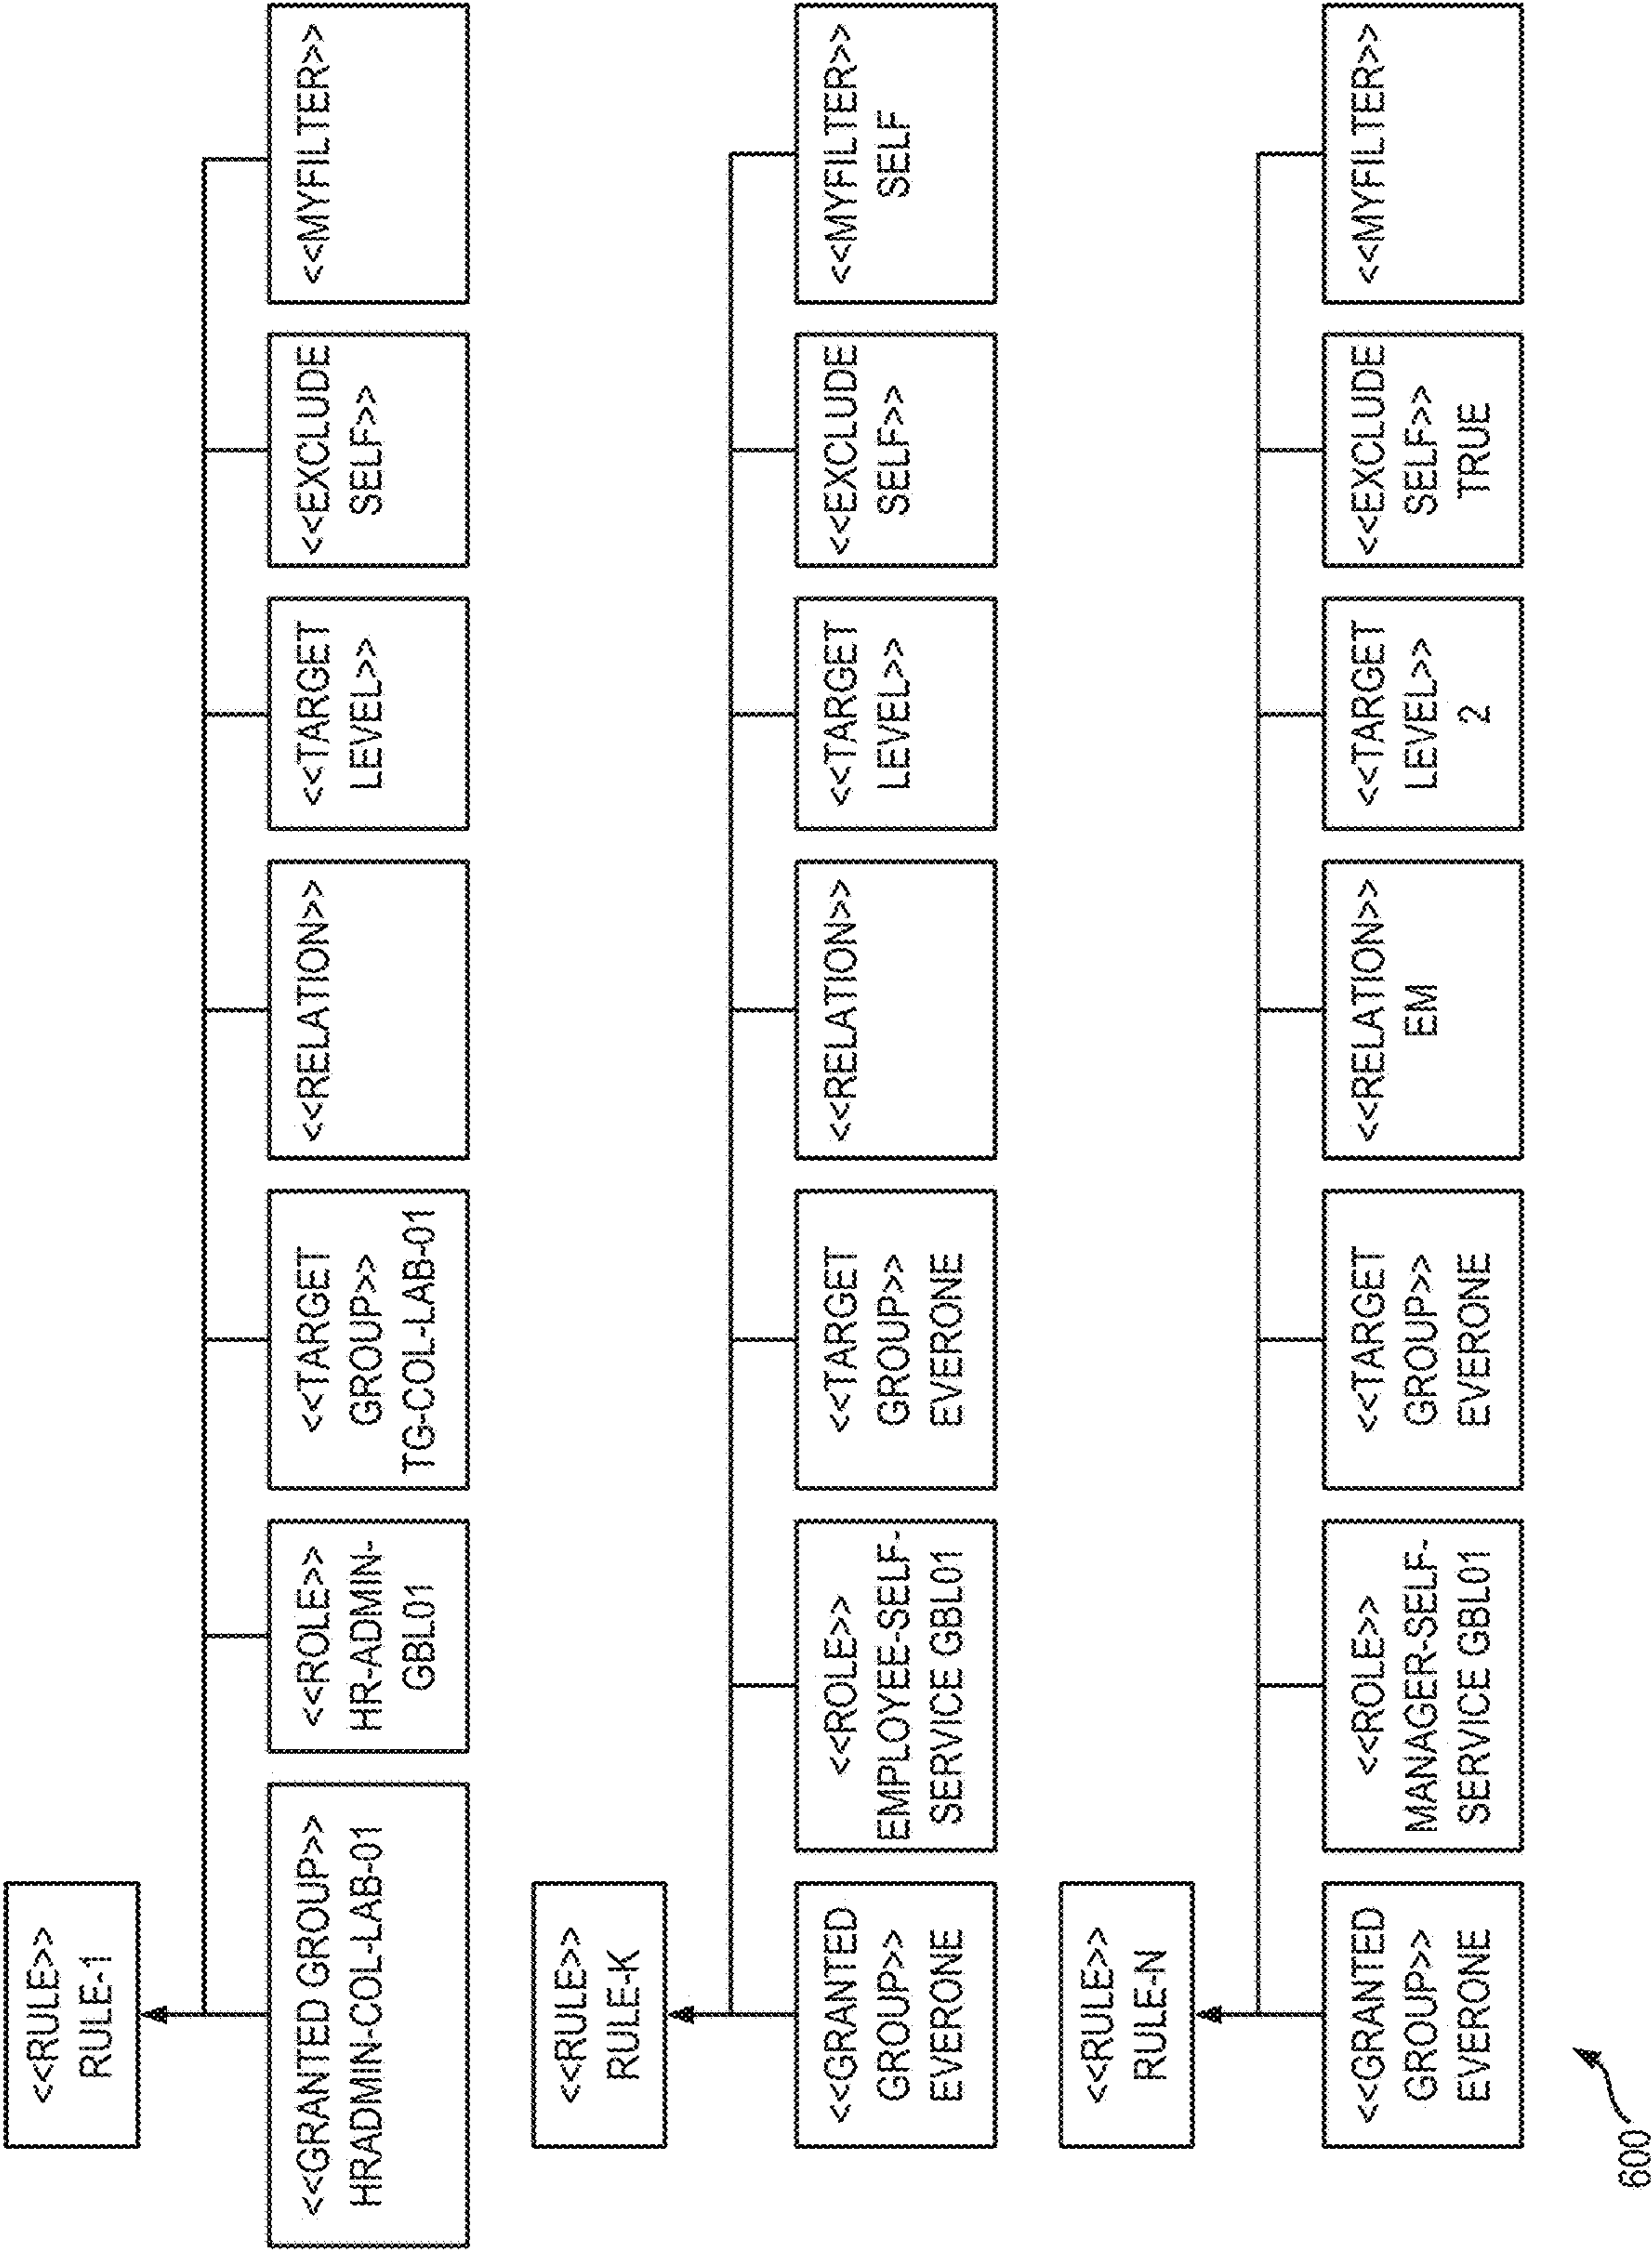 <<RULE>>
RULE-1
<<GRANTED GROUP>>
HRADMIN-COL-LAB-01
<<ROLE>>
HR-ADMIN-
GBL01
<<TARGET
GROUP>>
TG-COL-LAB-01
<<RELATION>>
<<TARGET
LEVEL>>
<<EXCLUDE
SELF>>
<<MYFILTER>>
<<RULE>>
RULE-K
<<GRANTED
GROUP>>
EVERONE
<<ROLE>>
EMPLOYEE-SELF-
SERVICE GBL01
<<TARGET
GROUP>>
EVERONE
<<RELATION>>
<<TARGET
LEVEL>>
<<EXCLUDE
SELF>>
<<MYFILTER>>
SELF
<<RULE>>
RULE-N
<<GRANTED
GROUP>>
EVERONE
<<ROLE>>
MANAGER-SELF-
SERVICE GBL01
<<TARGET
GROUP>>
EVERONE
<<RELATION>>
EM
<<TARGET
LEVEL>>
2
<<EXCLUDE
SELF>>
TRUE
<<MYFILTER>>
600